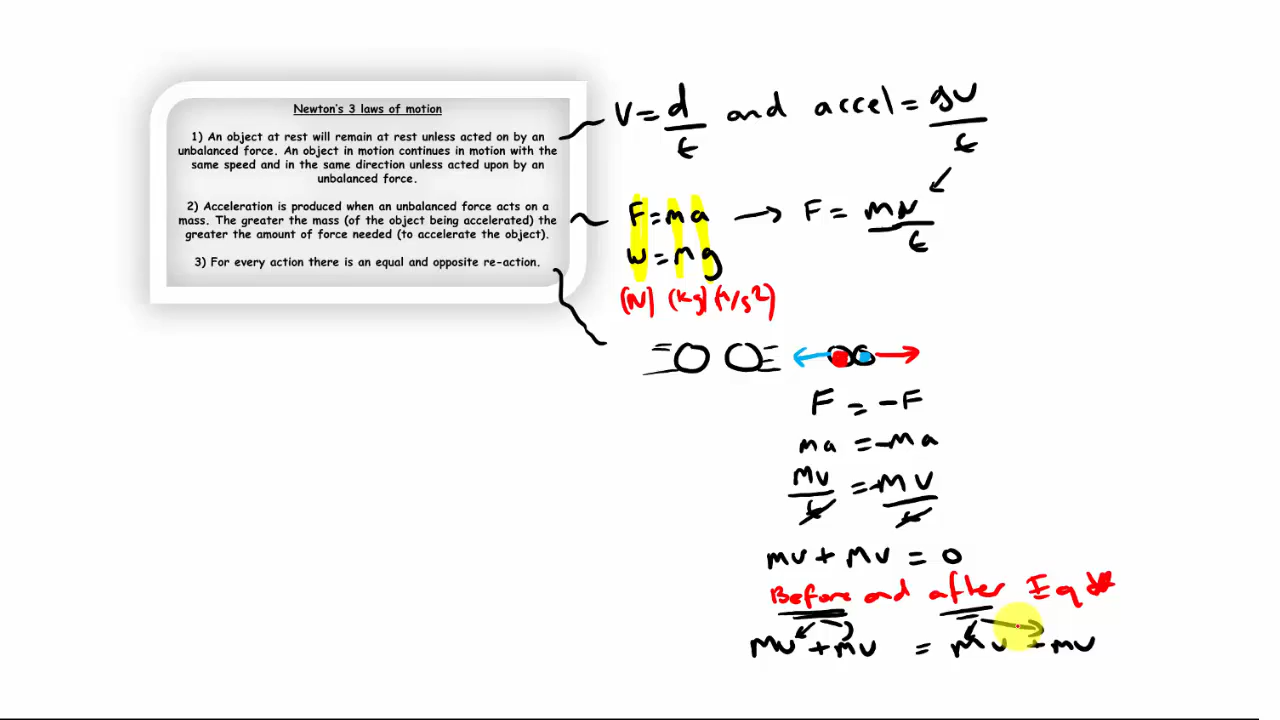 Newton's 3 laws of motion
1) An object at rest will remain at rest unless acted on by an
unbalanced force. An object in motion continues in motion with the
same speed and in the same direction unless acted upon by an
unbalanced force.
2) Acceleration is produced when an unbalanced force acts on a
mass. The greater the mass (of the object being accelerated) the
greater the amount of force needed (to accelerate the object).
3) For every action there is an equal and opposite re-action.
V = d/t and accel = gv/t
F = ma → F = mv/t
W = mg
(N) (kg) (m/s²)
F = -F
ma = -ma
mv/t = -mv/t
mv + mv = 0
Before and after Eq
mv + mv = mv + mv